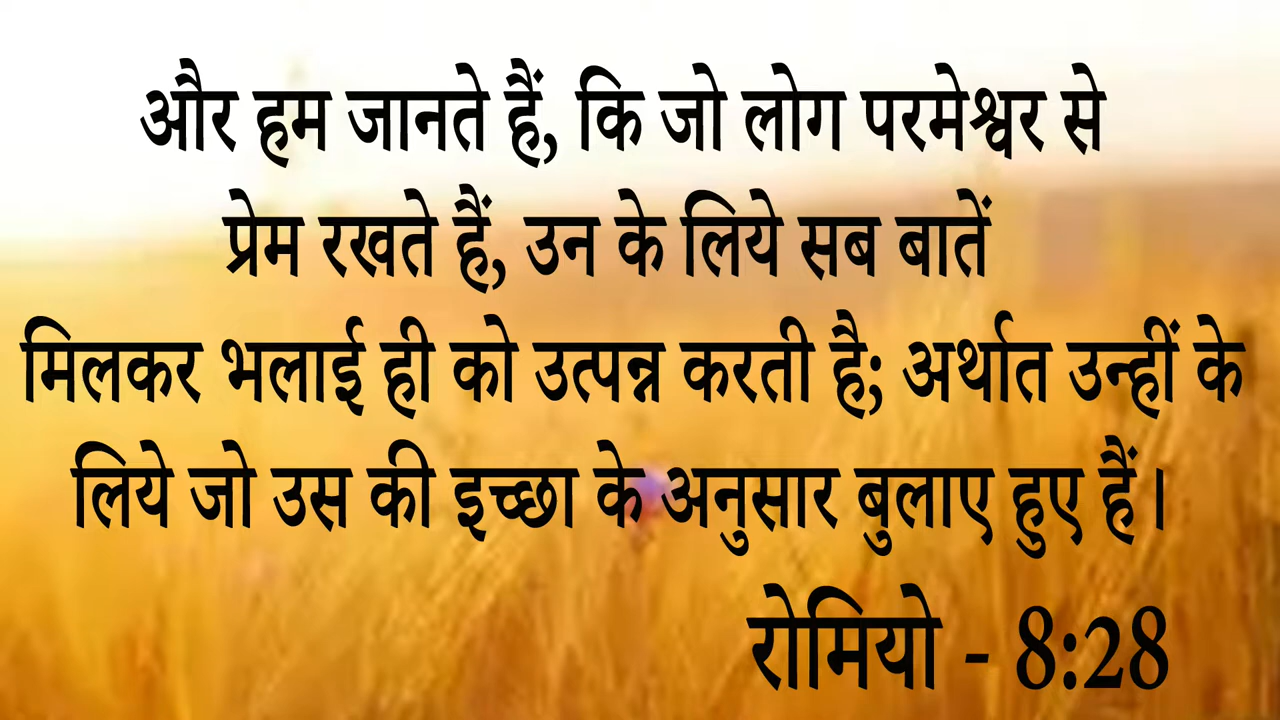 और हम जानते हैं, कि जो लोग परमेश्वर से
प्रेम रखते हैं, उन के लिये सब बातें
मिलकर भलाई ही को उत्पन्न करती है; अर्थात उन्हीं के
लिये जो उस की इच्छा के अनुसार बुलाए हुए हैं।
रोमियो - 8:28